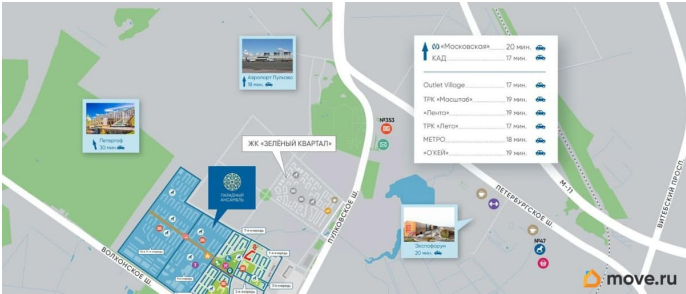 «Московская» 20 мин.
КАД 17 мин.
Outlet Village 17 мин.
ТРК «Масштаб» 19 мин.
«Лента» 19 мин.
ТРК «Лето» 17 мин.
МЕТРО 18 мин.
«О'КЕЙ» 19 мин.
Аэропорт Пулково
18 мин.
Петергоф
30 мин.
№353
ЖК «ЗЕЛЁНЫЙ КВАРТАЛ»
ПАРАДНЫЙ
АНСАМБЛЬ
ПУЛКОВСКОЕ Ш.
ПЕТЕРБУРГСКОЕ Ш.
М-11
ВИТЕБСКИЙ ПРОСП.
ВОЛХОНСКОЕ Ш.
Экспофорум
20 мин.
№47
move.ru